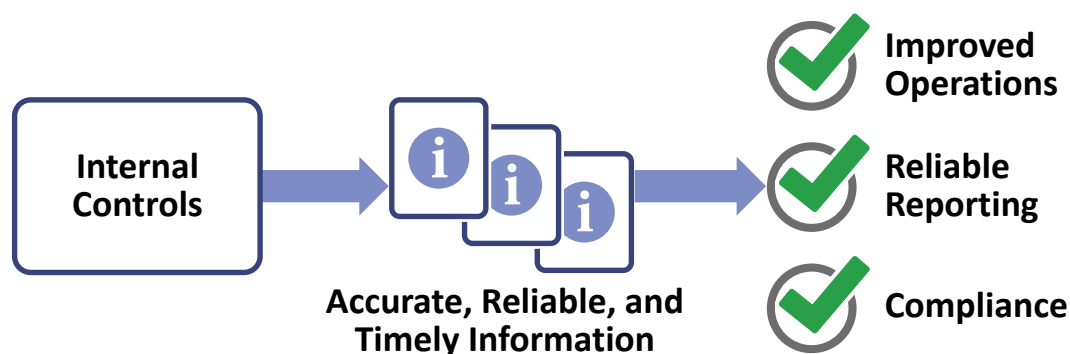 Internal
Controls
i
i
i
Accurate, Reliable, and
Timely Information
Improved
Operations
Reliable
Reporting
Compliance